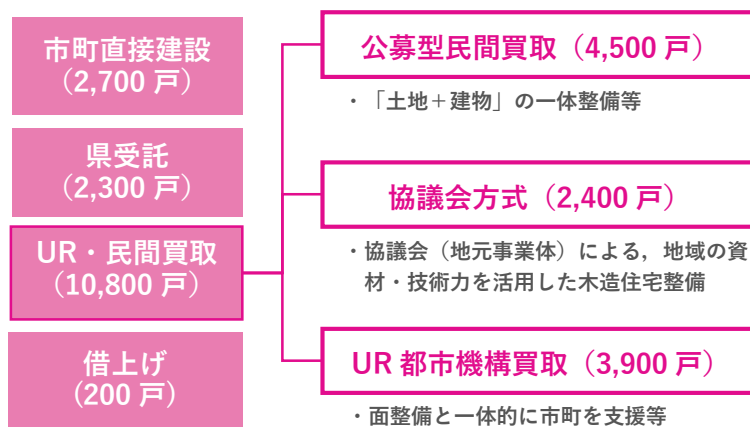 市町直接建設
（2,700 戸）
県受託
（2,300 戸）
UR・民間買取
（10,800 戸）
借上げ
（200 戸）
公募型民間買取（4,500 戸）
・「土地＋建物」の一体整備等
協議会方式（2,400 戸）
・協議会（地元事業体）による，地域の資
材・技術力を活用した木造住宅整備
UR 都市機構買取（3,900 戸）
・面整備と一体的に市町を支援等